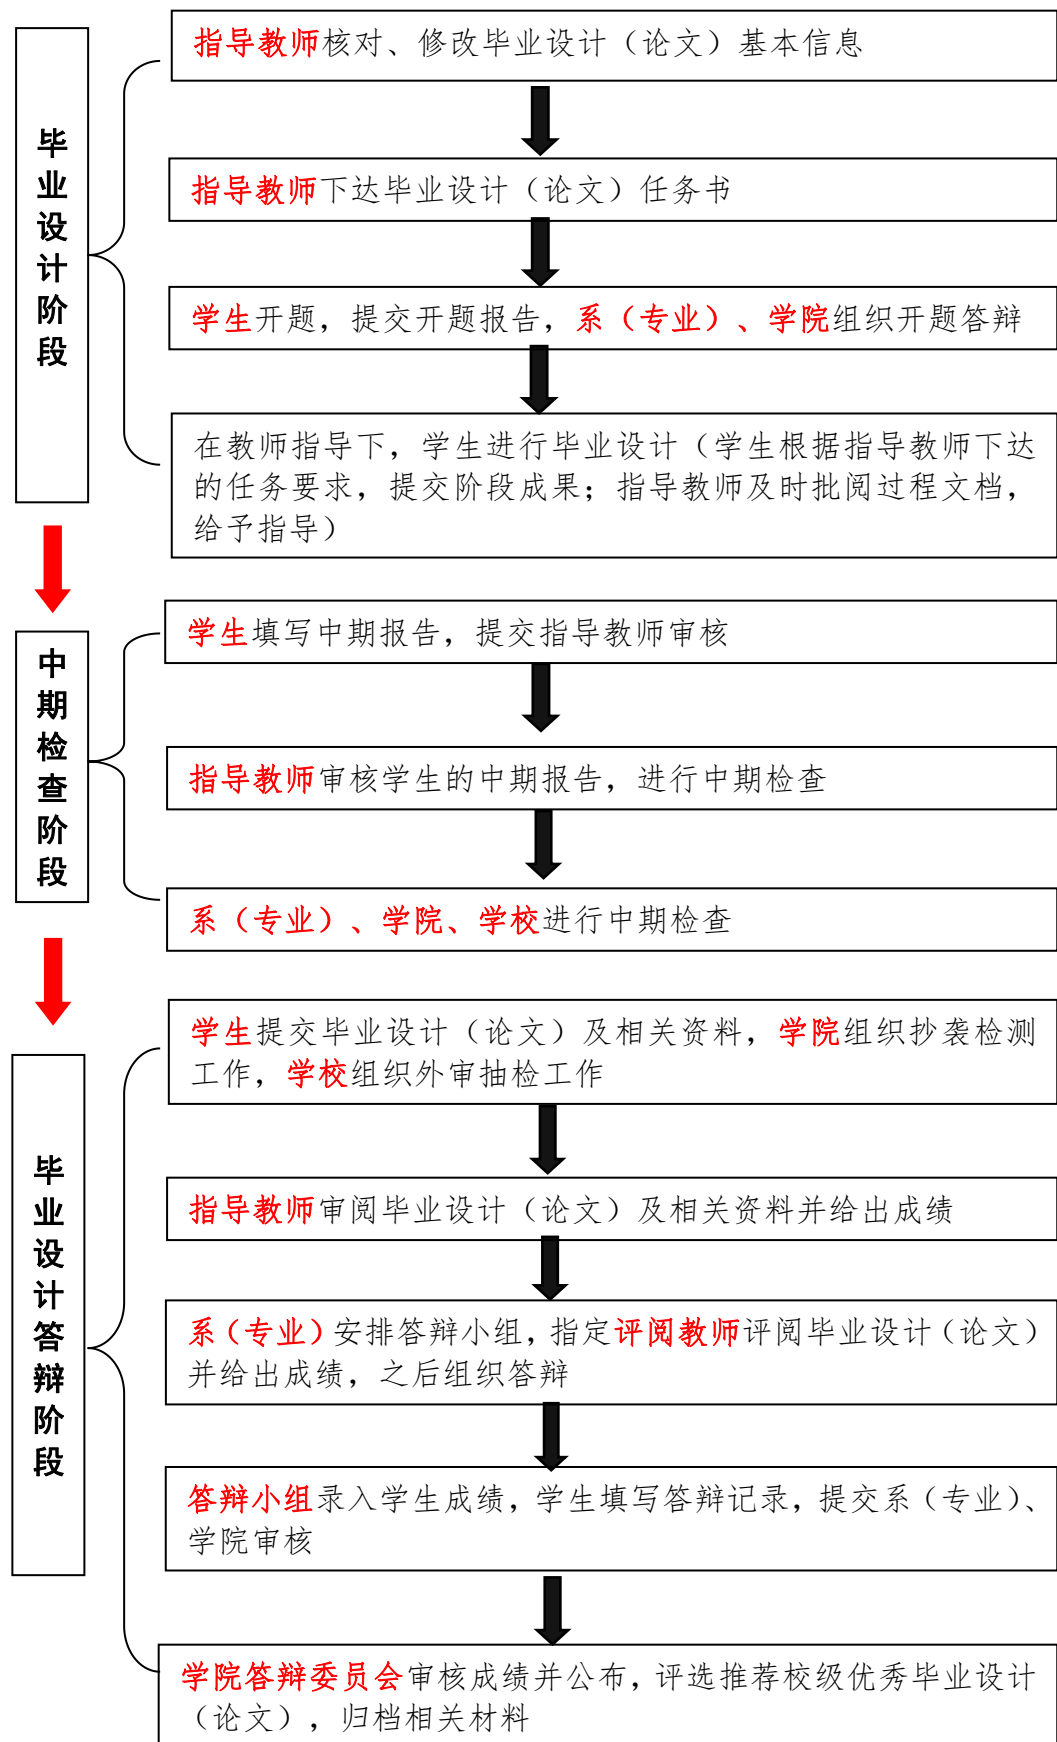 毕业设计阶段
指导教师核对、修改毕业设计（论文）基本信息
指导教师下达毕业设计（论文）任务书
学生开题，提交开题报告，系（专业）、学院组织开题答辩
在教师指导下，学生进行毕业设计（学生根据指导教师下达
的任务要求，提交阶段成果；指导教师及时批阅过程文档，
给予指导）
中期检查阶段
学生填写中期报告，提交指导教师审核
指导教师审核学生的中期报告，进行中期检查
系（专业）、学院、学校进行中期检查
毕业设计答辩阶段
学生提交毕业设计（论文）及相关资料，学院组织抄袭检测
工作，学校组织外审抽检工作
指导教师审阅毕业设计（论文）及相关资料并给出成绩
系（专业）安排答辩小组，指定评阅教师评阅毕业设计（论文）
并给出成绩，之后组织答辩
答辩小组录入学生成绩，学生填写答辩记录，提交系（专业）、
学院审核
学院答辩委员会审核成绩并公布，评选推荐校级优秀毕业设计
（论文），归档相关材料